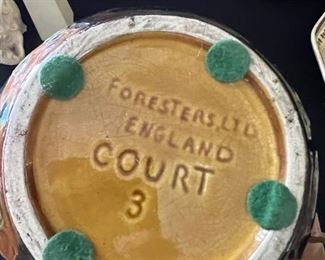 FORESTERS, LTD
ENGLAND
COURT
3